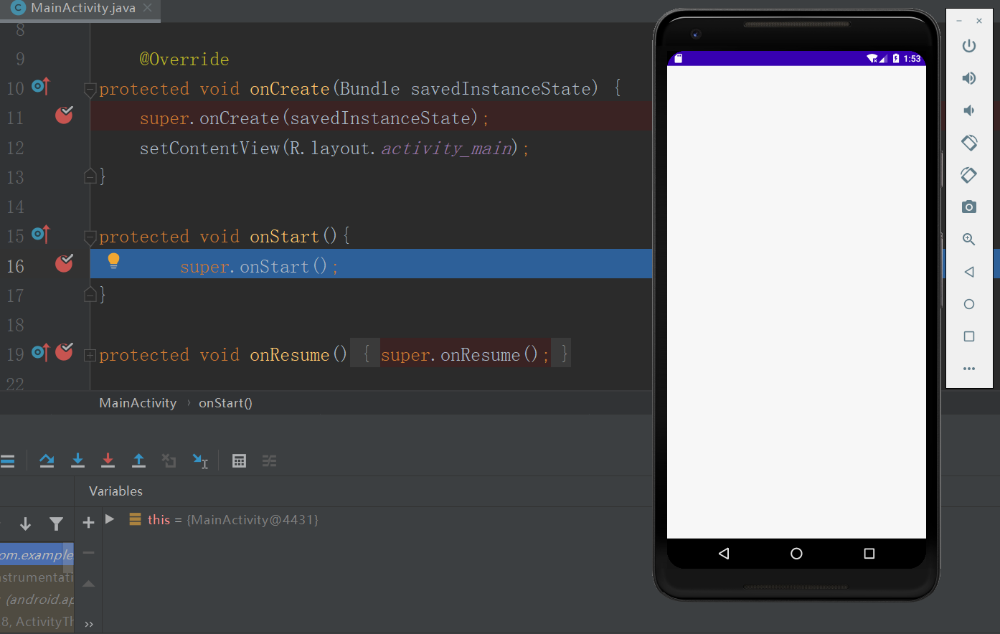 MainActivity.java
8
9 @Override
10 protected void onCreate(Bundle savedInstanceState) {
11 super.onCreate(savedInstanceState);
12 setContentView(R.layout.activity_main);
13 }
14
15 protected void onStart(){
16 super.onStart();
17 }
18
19 protected void onResume() { super.onResume(); }
22
MainActivity › onStart()
Variables
this = {MainActivity@4431}
om.example
nstrumentati
(android.ap
8, ActivityTh
1:53